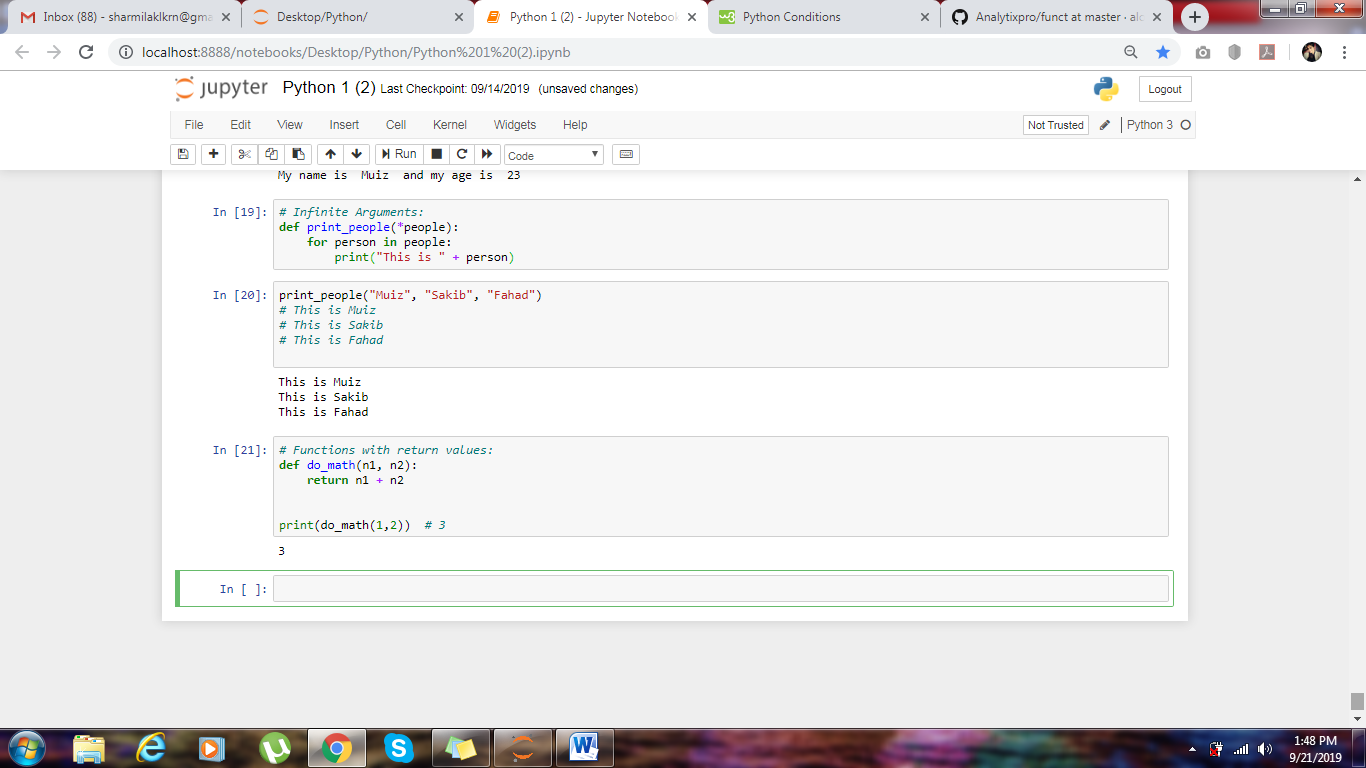 Inbox (88) - sharmilaklkrn@gma
Desktop/Python/
Python 1 (2) - Jupyter Notebook
Python Conditions
Analytixpro/funct at master · alc
localhost:8888/notebooks/Desktop/Python/Python%201%20(2).ipynb
jupyter Python 1 (2) Last Checkpoint: 09/14/2019 (unsaved changes)
Logout
File Edit View Insert Cell Kernel Widgets Help
Not Trusted
Python 3
Run
Code
My name is  Muiz  and my age is  23
In [19]: # Infinite Arguments:
def print_people(*people):
    for person in people:
        print("This is " + person)
In [20]: print_people("Muiz", "Sakib", "Fahad")
# This is Muiz
# This is Sakib
# This is Fahad
This is Muiz
This is Sakib
This is Fahad
In [21]: # Functions with return values:
def do_math(n1, n2):
    return n1 + n2
print(do_math(1,2))  # 3
3
In [ ]:
1:48 PM
9/21/2019